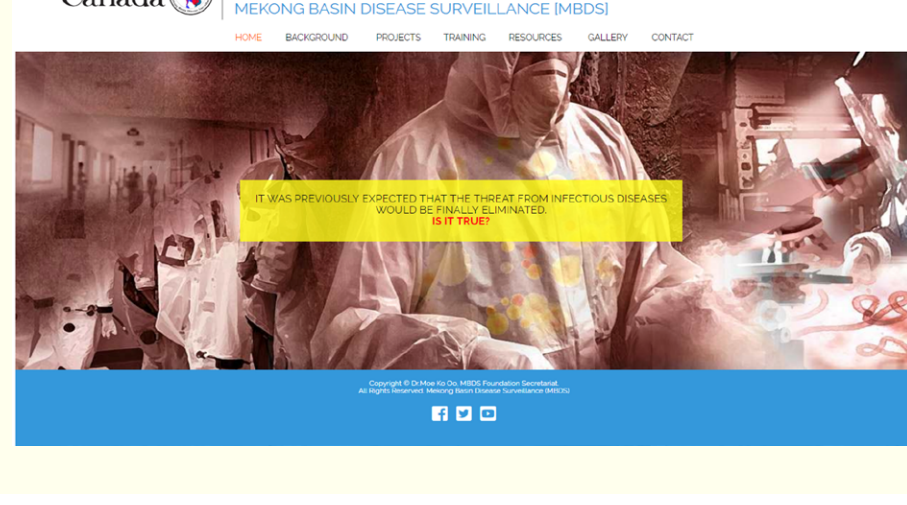 Canada
MEKONG BASIN DISEASE SURVEILLANCE [MBDS]
HOME BACKGROUND PROJECTS TRAINING RESOURCES GALLERY CONTACT
IT WAS PREVIOUSLY EXPECTED THAT THE THREAT FROM INFECTIOUS DISEASES
WOULD BE FINALLY ELIMINATED.
IS IT TRUE?
Copyright © Dr.Moe Ko Oo, MBDS Foundation Secretariat
All Rights Reserved. Mekong Basin Disease Surveillance (MBDS)